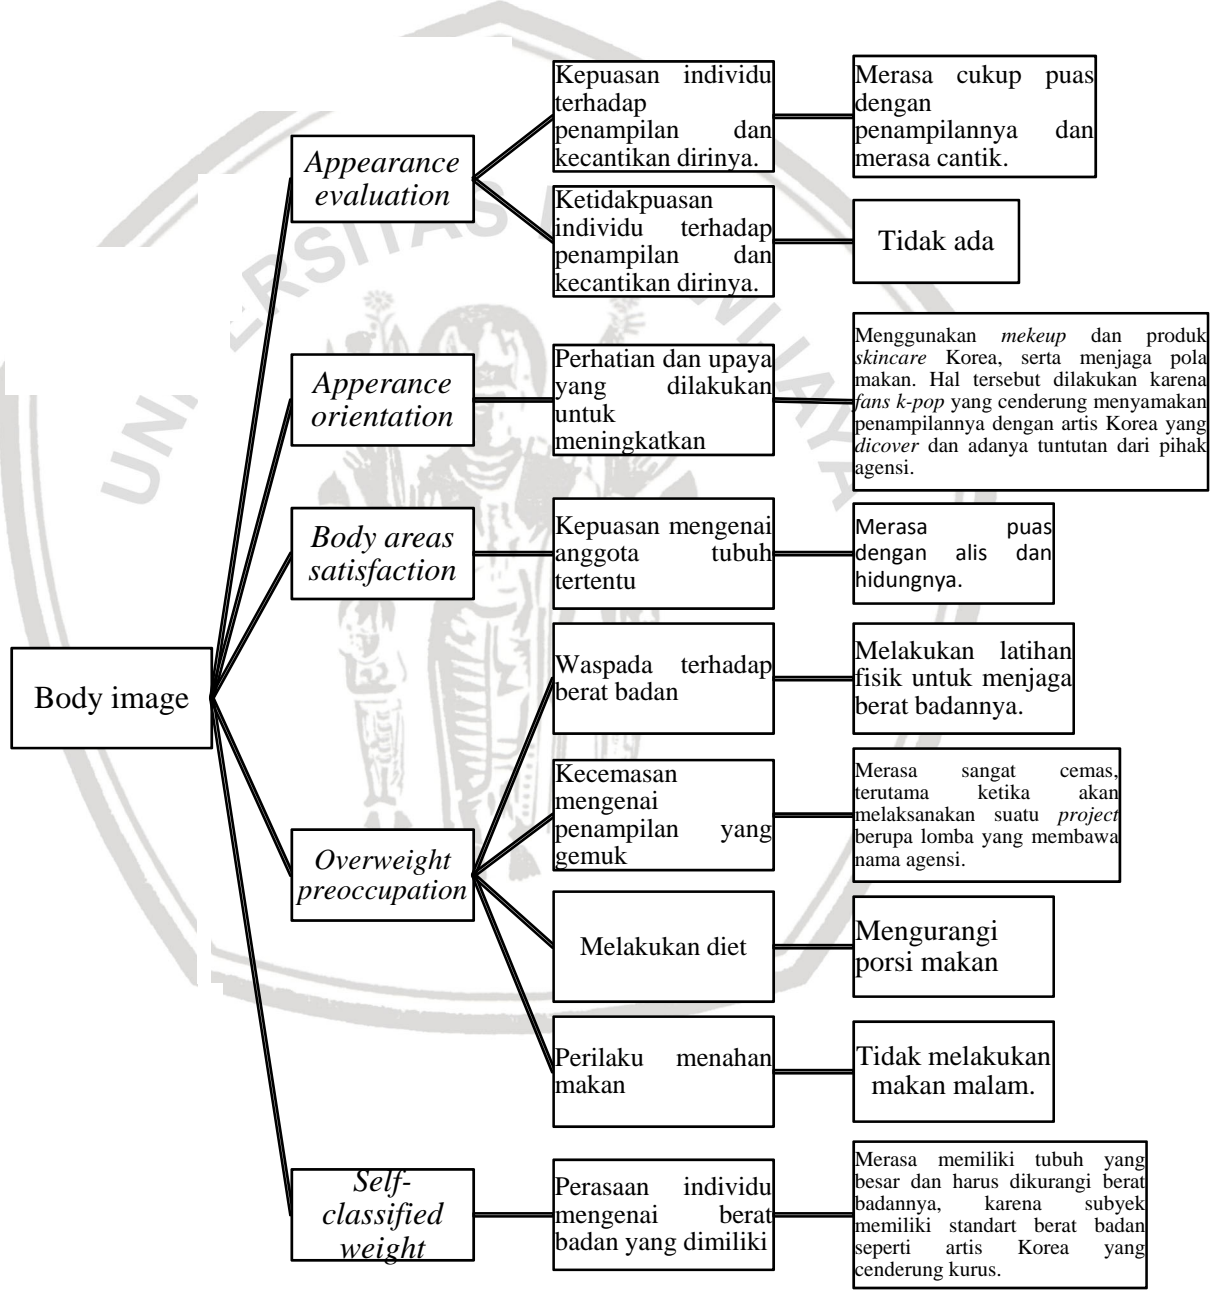 Body image
Appearance
evaluation
Kepuasan individu
terhadap
penampilan dan
kecantikan dirinya.
Merasa cukup puas
dengan
penampilannya dan
merasa cantik.
Ketidakpuasan
individu terhadap
penampilan dan
kecantikan dirinya.
Tidak ada
Apperance
orientation
Perhatian dan upaya
yang dilakukan
untuk
meningkatkan
Menggunakan mekeup dan produk
skincare Korea, serta menjaga pola
makan. Hal tersebut dilakukan karena
fans k-pop yang cenderung menyamakan
penampilannya dengan artis Korea yang
dicover dan adanya tuntutan dari pihak
agensi.
Body areas
satisfaction
Kepuasan mengenai
anggota tubuh
tertentu
Merasa puas
dengan alis dan
hidungnya.
Overweight
preoccupation
Waspada terhadap
berat badan
Melakukan latihan
fisik untuk menjaga
berat badannya.
Kecemasan
mengenai
penampilan yang
gemuk
Merasa sangat cemas,
terutama ketika akan
melaksanakan suatu project
berupa lomba yang membawa
nama agensi.
Melakukan diet
Mengurangi
porsi makan
Perilaku menahan
makan
Tidak melakukan
makan malam.
Self-
classified
weight
Perasaan individu
mengenai berat
badan yang dimiliki
Merasa memiliki tubuh yang
besar dan harus dikurangi berat
badannya, karena subyek
memiliki standart berat badan
seperti artis Korea yang
cenderung kurus.